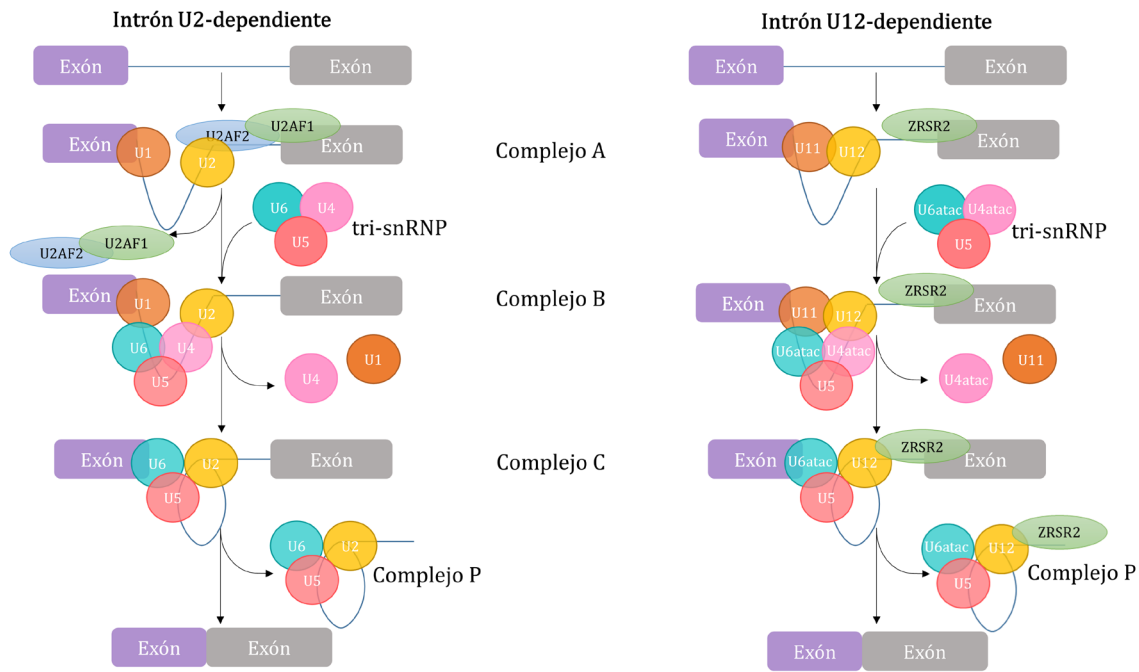 Intrón U2-dependiente
Exón
Exón
U2AF2
U2AF1
Exón
U1
U2
Exón
U6
U4
U5
tri-snRNP
U2AF2
U2AF1
Exón
U1
U2
Exón
U6
U4
U5
U4
U1
Exón
U6
U2
Exón
U5
U6
U2
U5
Complejo P
Exón
Exón
Complejo A
Complejo B
Complejo C
Intrón U12-dependiente
Exón
Exón
ZRSR2
Exón
U11
U12
Exón
U6atac
U4atac
U5
tri-snRNP
ZRSR2
Exón
U11
U12
Exón
U6atac
U4atac
U5
U4atac
U11
ZRSR2
Exón
U6atac
U12
Exón
U5
ZRSR2
U6atac
U12
U5
Complejo P
Exón
Exón